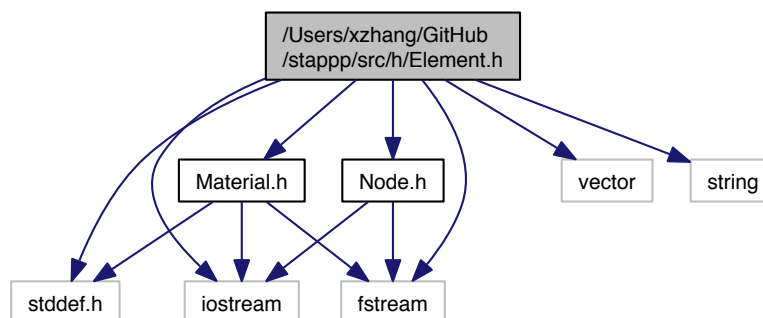 /Users/xzhang/GitHub
/stappp/src/h/Element.h
Material.h
Node.h
vector
string
stddef.h
iostream
fstream